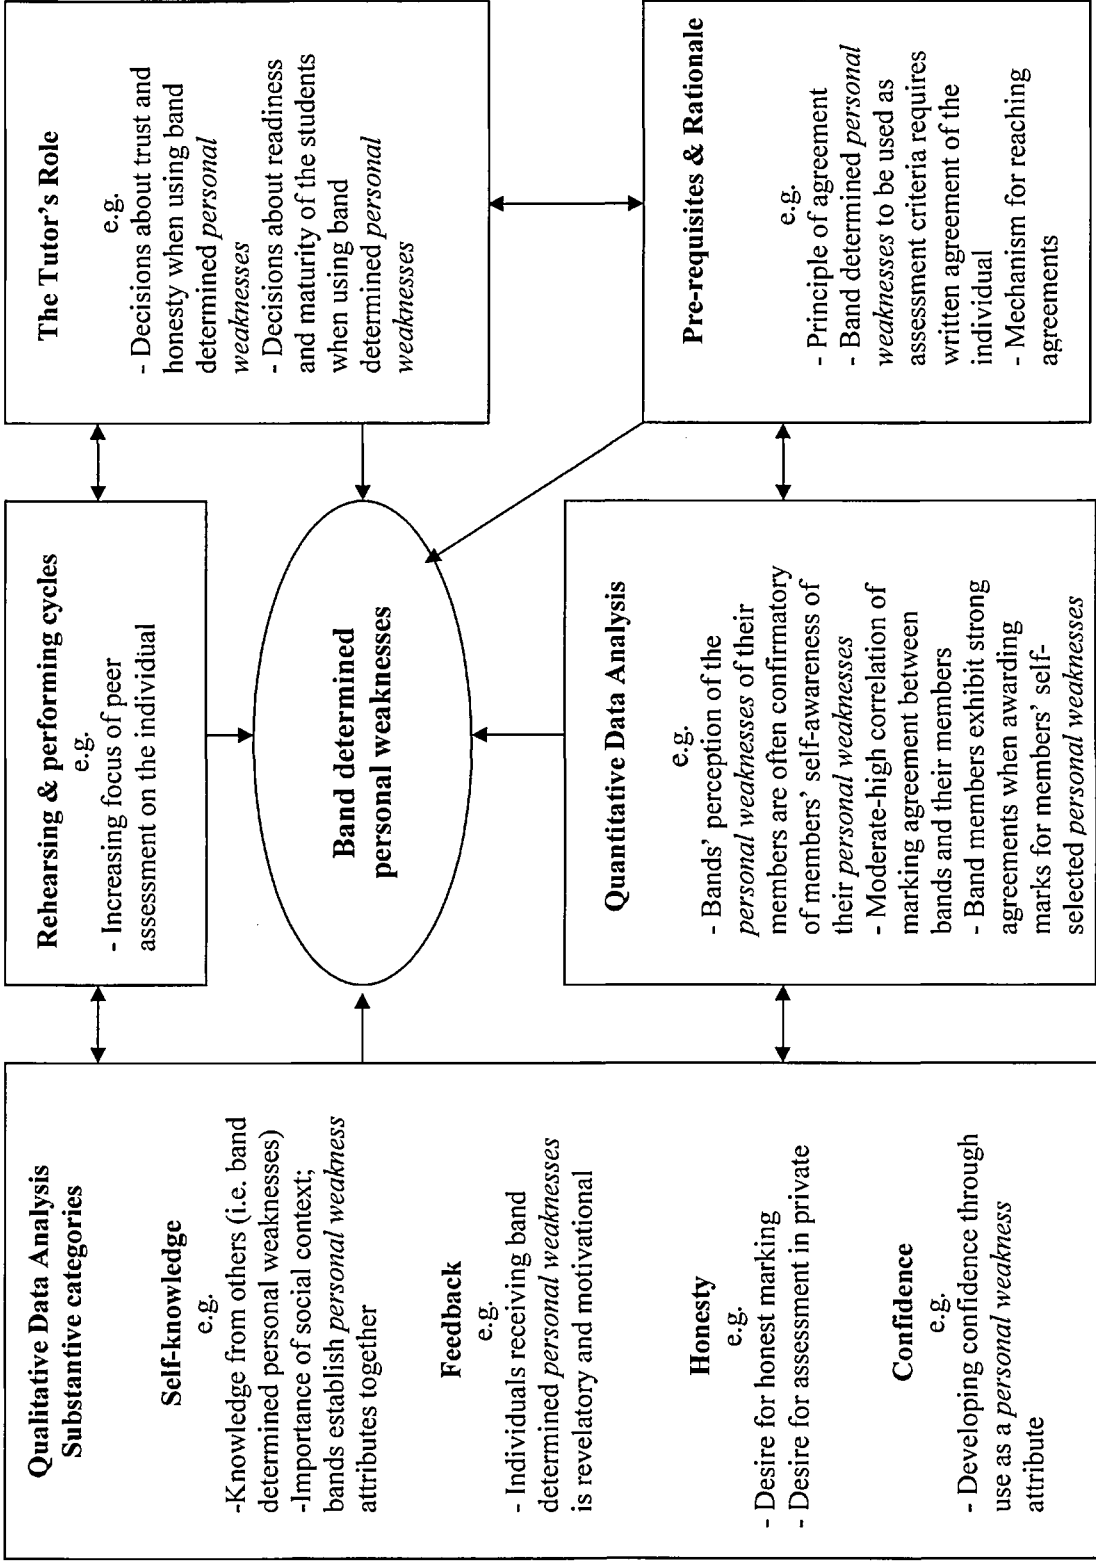 Qualitative Data Analysis
Substantive categories
Self-knowledge
e.g.
-Knowledge from others (i.e. band
determined personal weaknesses)
-Importance of social context;
bands establish personal weakness
attributes together
Feedback
e.g.
- Individuals receiving band
determined personal weaknesses
is revelatory and motivational
Honesty
e.g.
- Desire for honest marking
- Desire for assessment in private
Confidence
e.g.
- Developing confidence through
use as a personal weakness
attribute
Rehearsing & performing cycles
e.g.
- Increasing focus of peer
assessment on the individual
Band determined
personal weaknesses
Quantitative Data Analysis
e.g.
- Bands’ perception of the
personal weaknesses of their
members are often confirmatory
of members’ self-awareness of
their personal weaknesses
- Moderate-high correlation of
marking agreement between
bands and their members
- Band members exhibit strong
agreements when awarding
marks for members’ self-
selected personal weaknesses
The Tutor’s Role
e.g.
- Decisions about trust and
honesty when using band
determined personal
weaknesses
- Decisions about readiness
and maturity of the students
when using band
determined personal
weaknesses
Pre-requisites & Rationale
e.g.
- Principle of agreement
- Band determined personal
weaknesses to be used as
assessment criteria requires
written agreement of the
individual
- Mechanism for reaching
agreements